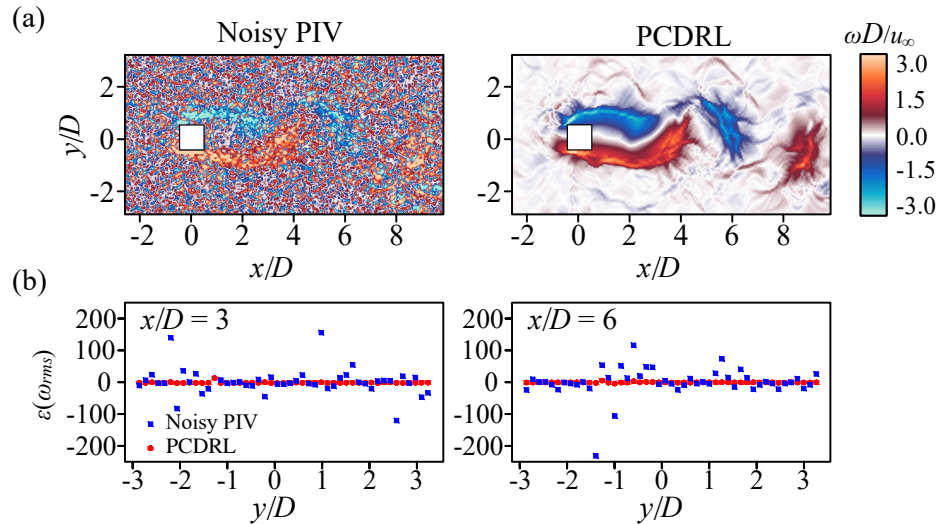 (a)
Noisy PIV
PCDRL
ωD/u∞
y/D
2
0
-2
-2 0 2 4 6 8
x/D
2
0
-2
-2 0 2 4 6 8
x/D
3.0
1.5
0.0
-1.5
-3.0
(b)
ε(ωrms)
200
100
0
-100
-200
x/D = 3
Noisy PIV
PCDRL
-3 -2 -1 0 1 2 3
y/D
200
100
0
-100
-200
x/D = 6
-3 -2 -1 0 1 2 3
y/D